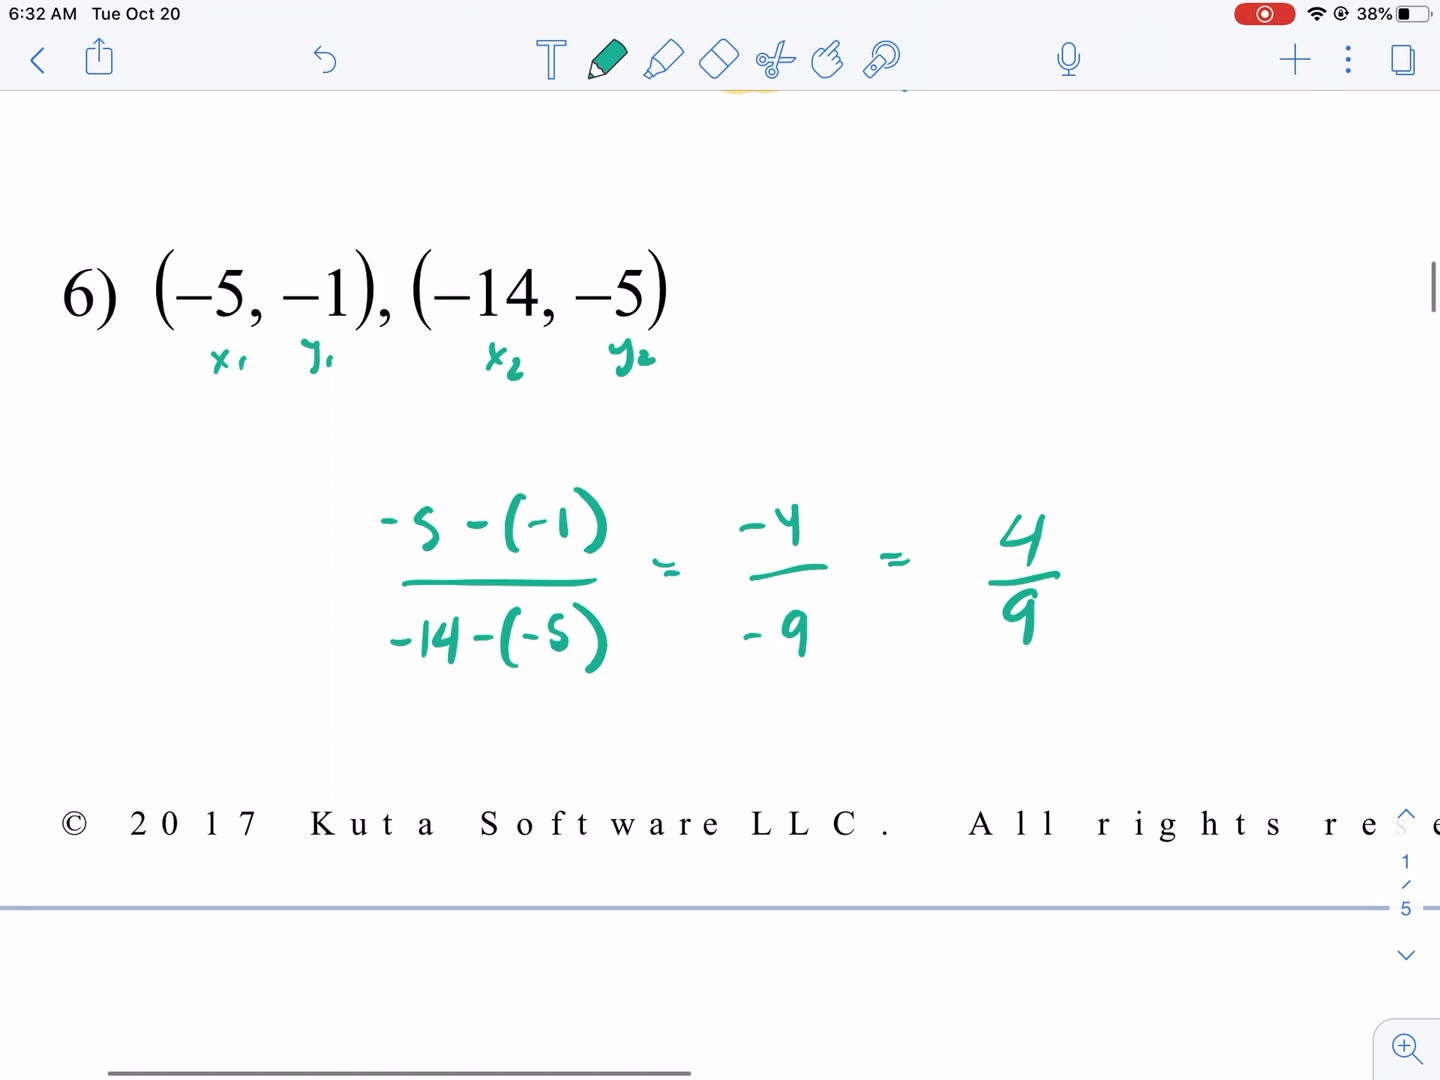 6:32 AM Tue Oct 20
38%
T
6) (−5, −1), (−14, −5)
x1 y1 x2 y2
-5 -(-1) / -14-(-5) = -4 / -9 = 4 / 9
© 2017 Kuta Software LLC. All rights rese
1
/
5